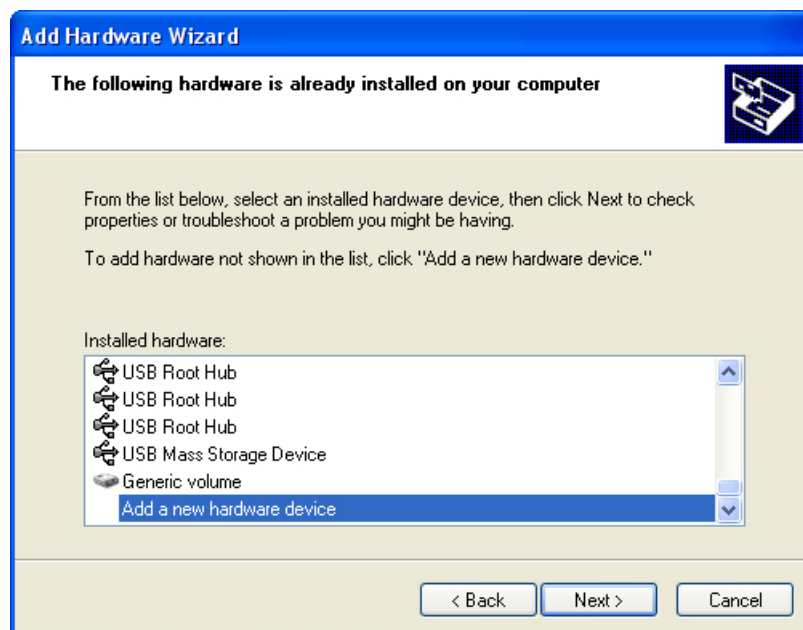 Add Hardware Wizard
The following hardware is already installed on your computer
From the list below, select an installed hardware device, then click Next to check
properties or troubleshoot a problem you might be having.
To add hardware not shown in the list, click "Add a new hardware device."
Installed hardware:
USB Root Hub
USB Root Hub
USB Root Hub
USB Mass Storage Device
Generic volume
Add a new hardware device
< Back
Next >
Cancel